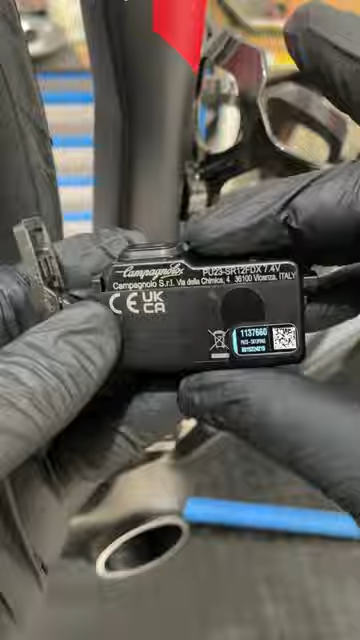 Campagnolo PU23-SR12FDX 7.4V
Campagnolo S.r.l. Via della Chimica, 4. 36100 Vicenza. ITALY
CE UK
CA
1137660